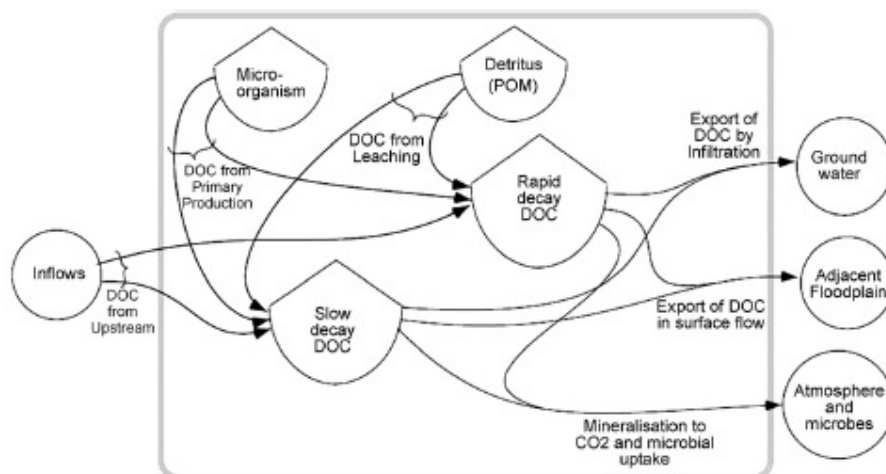 Micro-
organism
Detritus
(POM)
DOC from
Primary
Production
DOC from
Leaching
Export of
DOC by
Infiltration
Ground
water
Rapid
decay
DOC
Inflows
DOC
from
Upstream
Slow
decay
DOC
Export of DOC
in surface flow
Adjacent
Floodplain
Mineralisation to
CO2 and microbial
uptake
Atmosphere
and
microbes